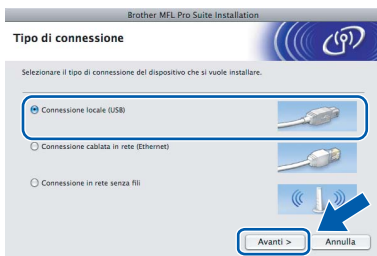 Brother MFL Pro Suite Installation
Tipo di connessione
Selezionare il tipo di connessione del dispositivo che si vuole installare.
Connessione locale (USB)
Connessione cablata in rete (Ethernet)
Connessione in rete senza fili
Avanti >
Annulla